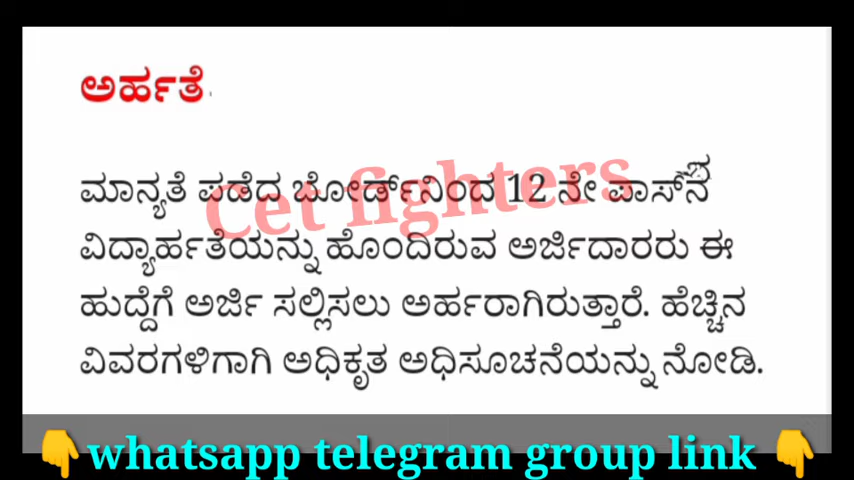 ಅರ್ಹತೆ
ಮಾನ್ಯತೆ ಪಡೆದ ಬೋರ್ಡ್‌ನಿಂದ 12 ನೇ ಪಾಸ್‌ನ
ವಿದ್ಯಾರ್ಹತೆಯನ್ನು ಹೊಂದಿರುವ ಅರ್ಜಿದಾರರು ಈ
ಹುದ್ದೆಗೆ ಅರ್ಜಿ ಸಲ್ಲಿಸಲು ಅರ್ಹರಾಗಿರುತ್ತಾರೆ. ಹೆಚ್ಚಿನ
ವಿವರಗಳಿಗಾಗಿ ಅಧಿಕೃತ ಅಧಿಸೂಚನೆಯನ್ನು ನೋಡಿ.
Cet fighters
👇whatsapp telegram group link 👇